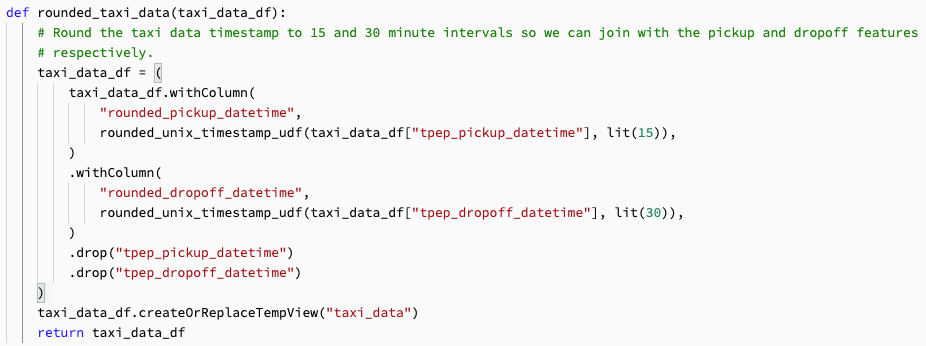 def rounded_taxi_data(taxi_data_df):
    # Round the taxi data timestamp to 15 and 30 minute intervals so we can join with the pickup and dropoff features
    # respectively.
    taxi_data_df = (
        taxi_data_df.withColumn(
            "rounded_pickup_datetime",
            rounded_unix_timestamp_udf(taxi_data_df["tpep_pickup_datetime"], lit(15)),
        )
        .withColumn(
            "rounded_dropoff_datetime",
            rounded_unix_timestamp_udf(taxi_data_df["tpep_dropoff_datetime"], lit(30)),
        )
        .drop("tpep_pickup_datetime")
        .drop("tpep_dropoff_datetime")
    )
    taxi_data_df.createOrReplaceTempView("taxi_data")
    return taxi_data_df